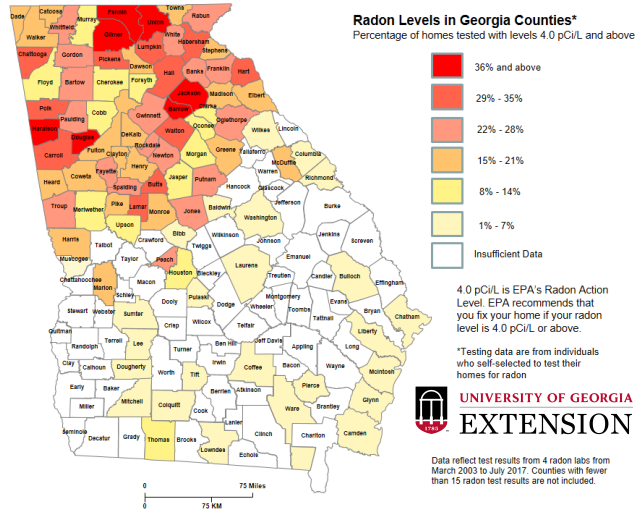 Radon Levels in Georgia Counties*
Percentage of homes tested with levels 4.0 pCi/L and above
36% and above
29% - 35%
22% - 28%
15% - 21%
8% - 14%
1% - 7%
Insufficient Data
4.0 pCi/L is EPA's Radon Action
Level. EPA recommends that
you fix your home if your radon
level is 4.0 pCi/L or above.
*Testing data are from individuals
who self-selected to test their
homes for radon
1785
UNIVERSITY OF GEORGIA
EXTENSION
Data reflect test results from 4 radon labs from
March 2003 to July 2017. Counties with fewer
than 15 radon test results are not included.
Dade
Catoosa
Murray
Fannin
Union
Towns
Rabun
Walker
Whitfield
Gilmer
White
Habersham
Lumpkin
Stephens
Chattooga
Gordon
Pickens
Dawson
Hall
Banks
Franklin
Hart
Floyd
Bartow
Cherokee
Forsyth
Jackson
Madison
Elbert
Polk
Paulding
Cobb
Gwinnett
Barrow
Clarke
Oglethorpe
Haralson
Douglas
DeKalb
Walton
Oconee
Wilkes
Lincoln
Carroll
Fulton
Clayton
Rockdale
Newton
Morgan
Greene
Taliaferro
McDuffie
Columbia
Heard
Coweta
Fayette
Henry
Jasper
Putnam
Warren
Richmond
Spalding
Butts
Hancock
Glascock
Troup
Meriwether
Pike
Lamar
Monroe
Jones
Baldwin
Washington
Jefferson
Burke
Upson
Bibb
Wilkinson
Jenkins
Screven
Harris
Talbot
Crawford
Twiggs
Johnson
Muscogee
Taylor
Peach
Houston
Bleckley
Laurens
Emanuel
Chattahoochee
Marion
Macon
Treutlen
Candler
Bulloch
Effingham
Schley
Dooly
Pulaski
Dodge
Montgomery
Evans
Bryan
Chatham
Stewart
Webster
Sumter
Wilcox
Wheeler
Toombs
Tattnall
Crisp
Telfair
Liberty
Quitman
Randolph
Terrell
Lee
Turner
Ben Hill
Jeff Davis
Appling
Long
Clay
Calhoun
Dougherty
Worth
Irwin
Coffee
Bacon
Wayne
McIntosh
Early
Baker
Tift
Berrien
Atkinson
Pierce
Glynn
Miller
Mitchell
Colquitt
Cook
Ware
Brantley
Lanier
Clinch
Charlton
Camden
Seminole
Decatur
Grady
Thomas
Brooks
Lowndes
Echols
0 75 Miles
0 75 KM